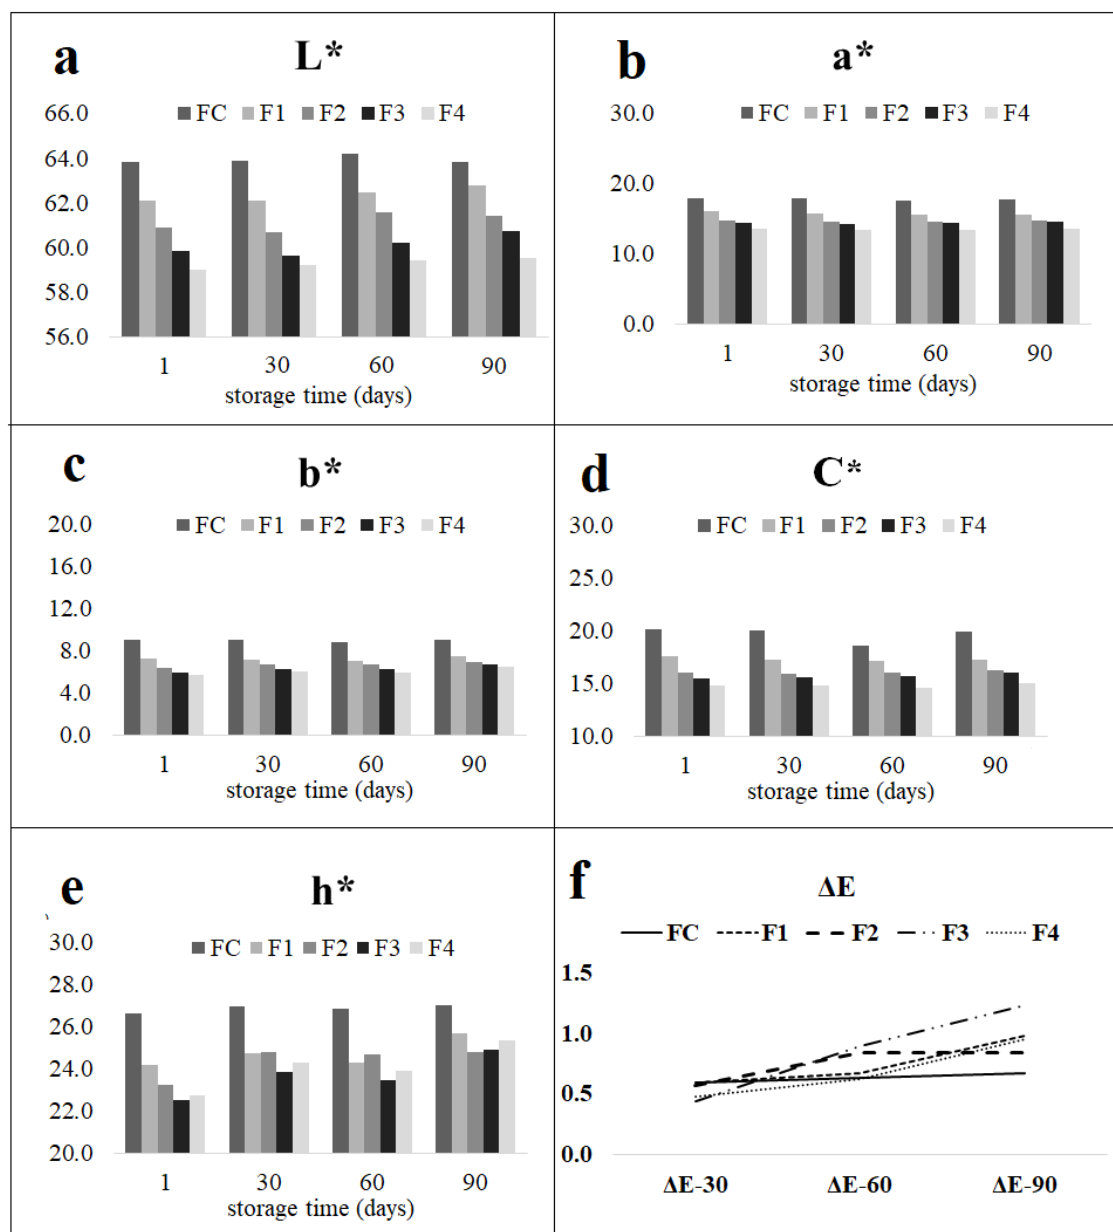 a
L*
FC F1 F2 F3 F4
66.0
64.0
62.0
60.0
58.0
56.0
1 30 60 90
storage time (days)
b
a*
FC F1 F2 F3 F4
30.0
20.0
10.0
0.0
1 30 60 90
storage time (days)
c
b*
FC F1 F2 F3 F4
20.0
16.0
12.0
8.0
4.0
0.0
1 30 60 90
storage time (days)
d
C*
FC F1 F2 F3 F4
30.0
25.0
20.0
15.0
10.0
1 30 60 90
storage time (days)
e
h*
FC F1 F2 F3 F4
30.0
28.0
26.0
24.0
22.0
20.0
1 30 60 90
storage time (days)
f
ΔE
FC F1 F2 F3 F4
1.5
1.0
0.5
0.0
ΔE-30 ΔE-60 ΔE-90